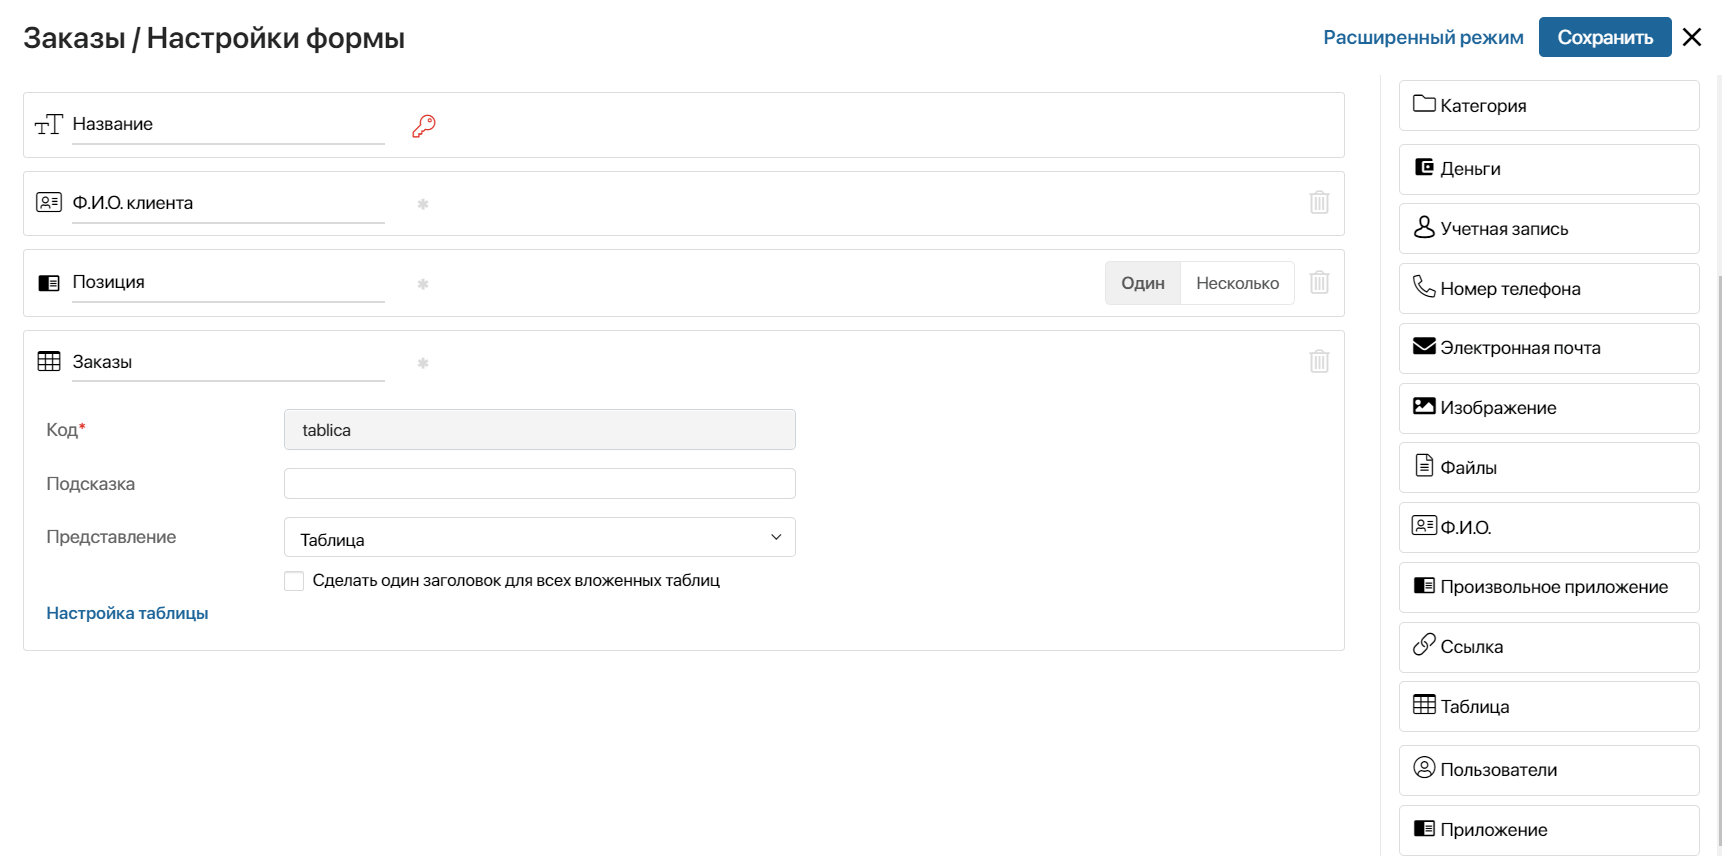 Заказы / Настройки формы
Расширенный режим
Сохранить
Название
Ф.И.О. клиента
*
Позиция
*
Один
Несколько
Заказы
*
Код*
tablica
Подсказка
Представление
Таблица
Сделать один заголовок для всех вложенных таблиц
Настройка таблицы
Категория
Деньги
Учетная запись
Номер телефона
Электронная почта
Изображение
Файлы
Ф.И.О.
Произвольное приложение
Ссылка
Таблица
Пользователи
Приложение